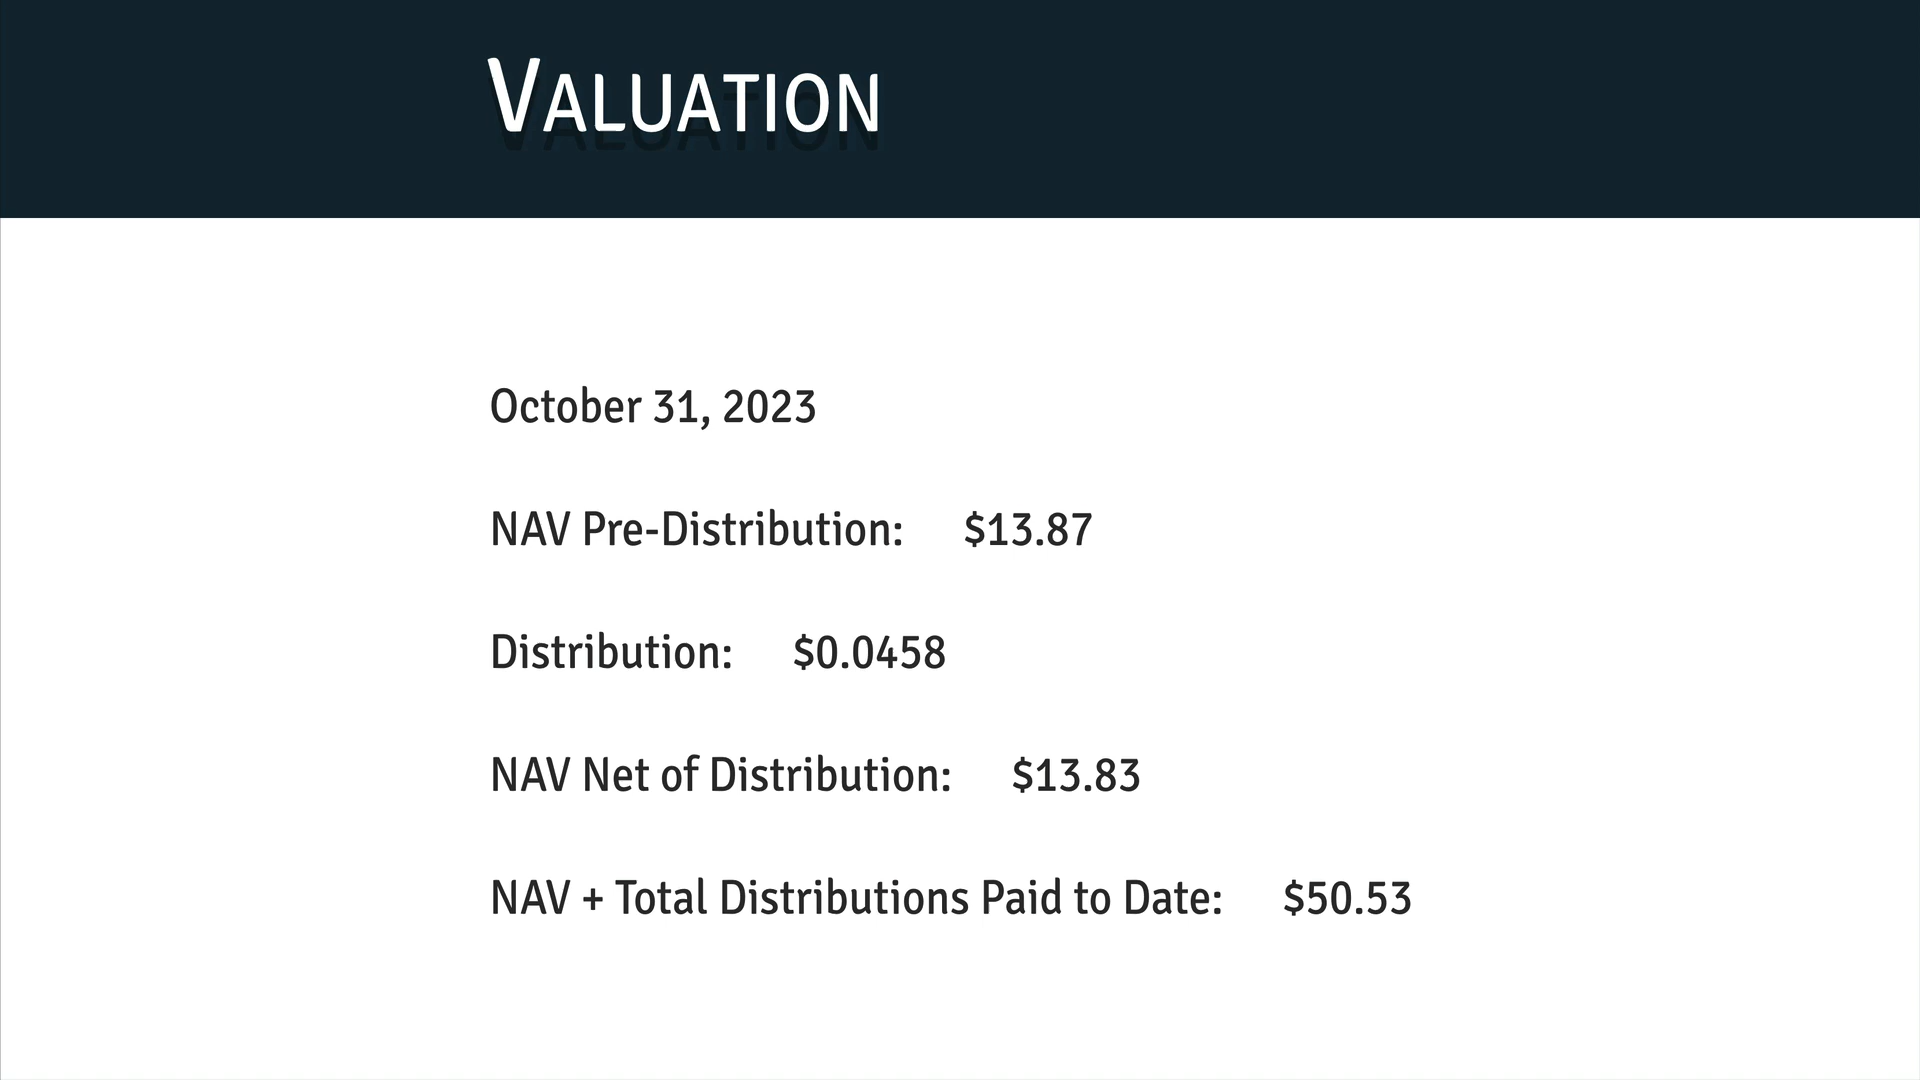 VALUATION
October 31, 2023
NAV Pre-Distribution: $13.87
Distribution: $0.0458
NAV Net of Distribution: $13.83
NAV + Total Distributions Paid to Date: $50.53